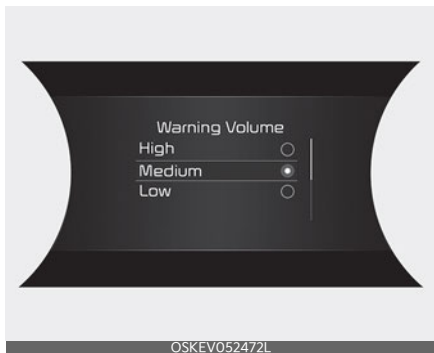 Warning Volume
High
Medium
Low
OSKEV052472L